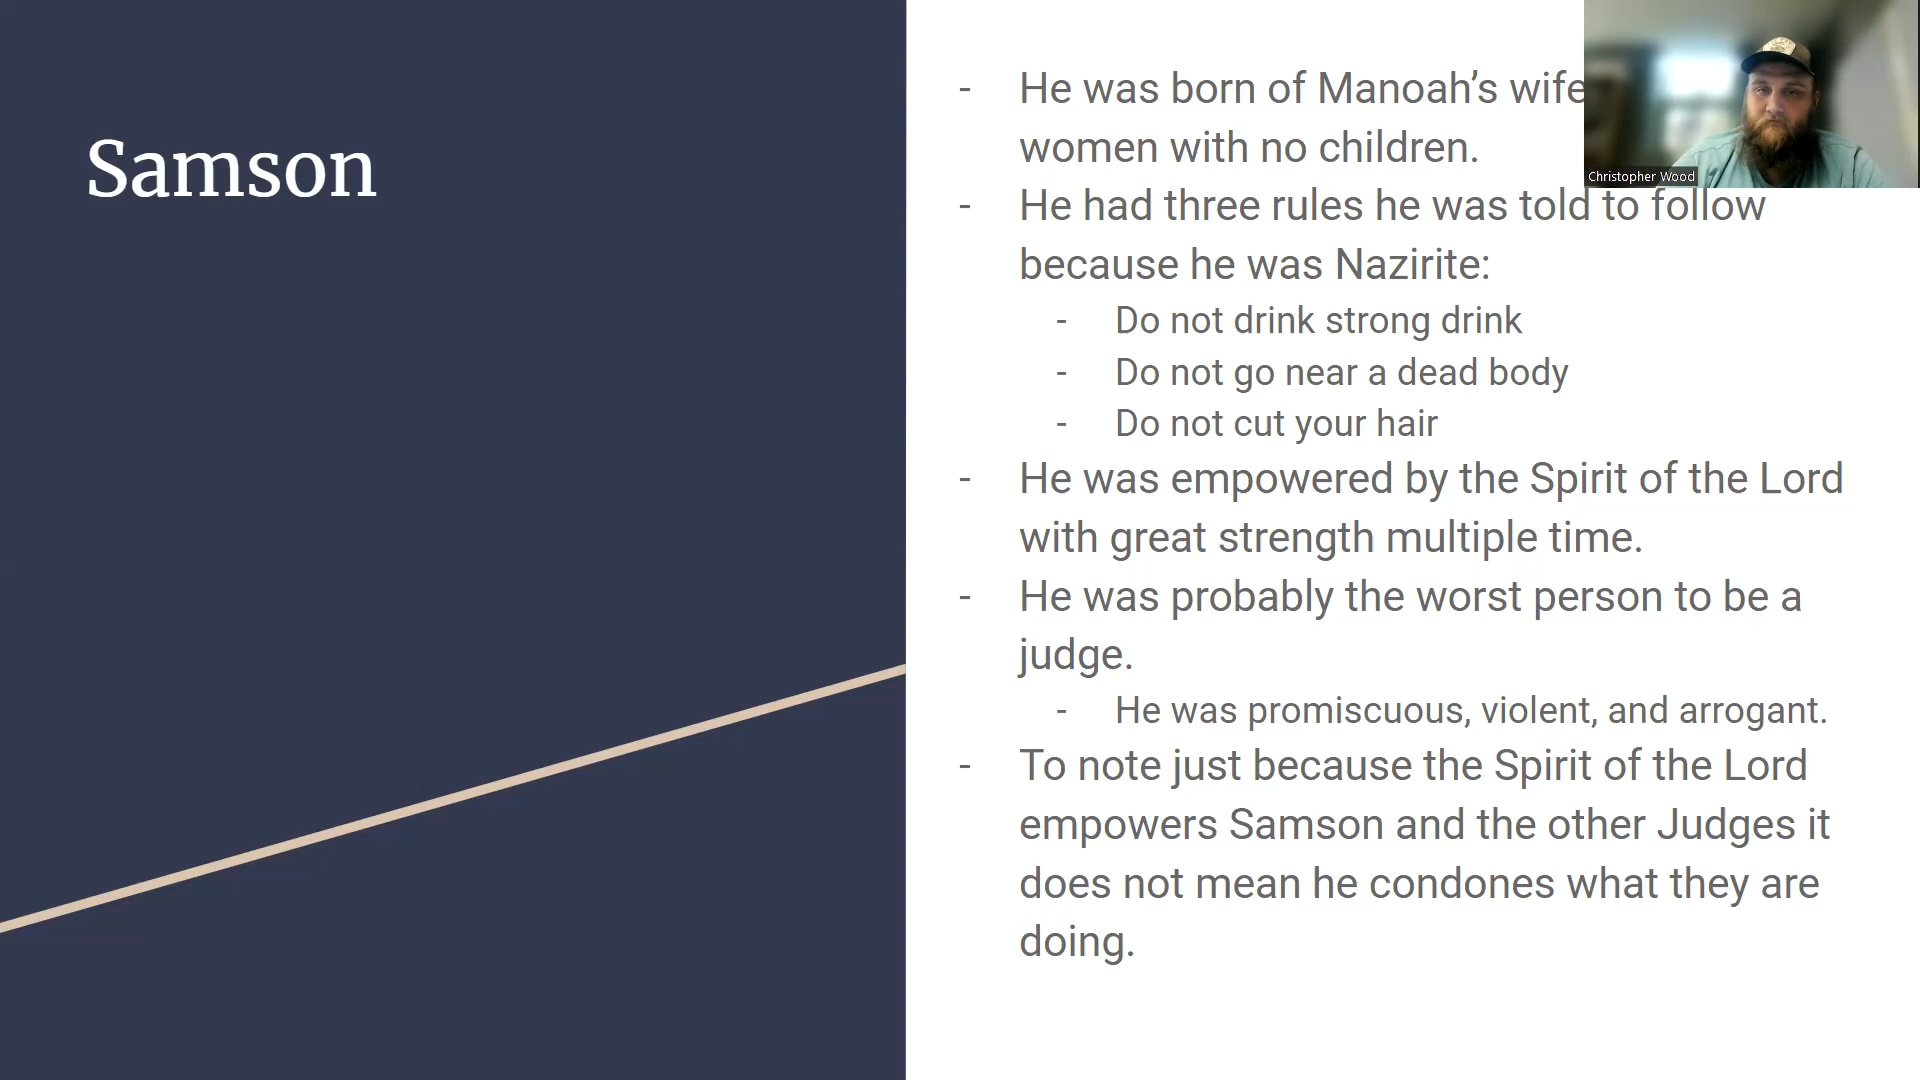 Samson
- He was born of Manoah’s wife
women with no children.
- He had three rules he was told to follow
because he was Nazirite:
- Do not drink strong drink
- Do not go near a dead body
- Do not cut your hair
- He was empowered by the Spirit of the Lord
with great strength multiple time.
- He was probably the worst person to be a
judge.
- He was promiscuous, violent, and arrogant.
- To note just because the Spirit of the Lord
empowers Samson and the other Judges it
does not mean he condones what they are
doing.
Christopher Wood